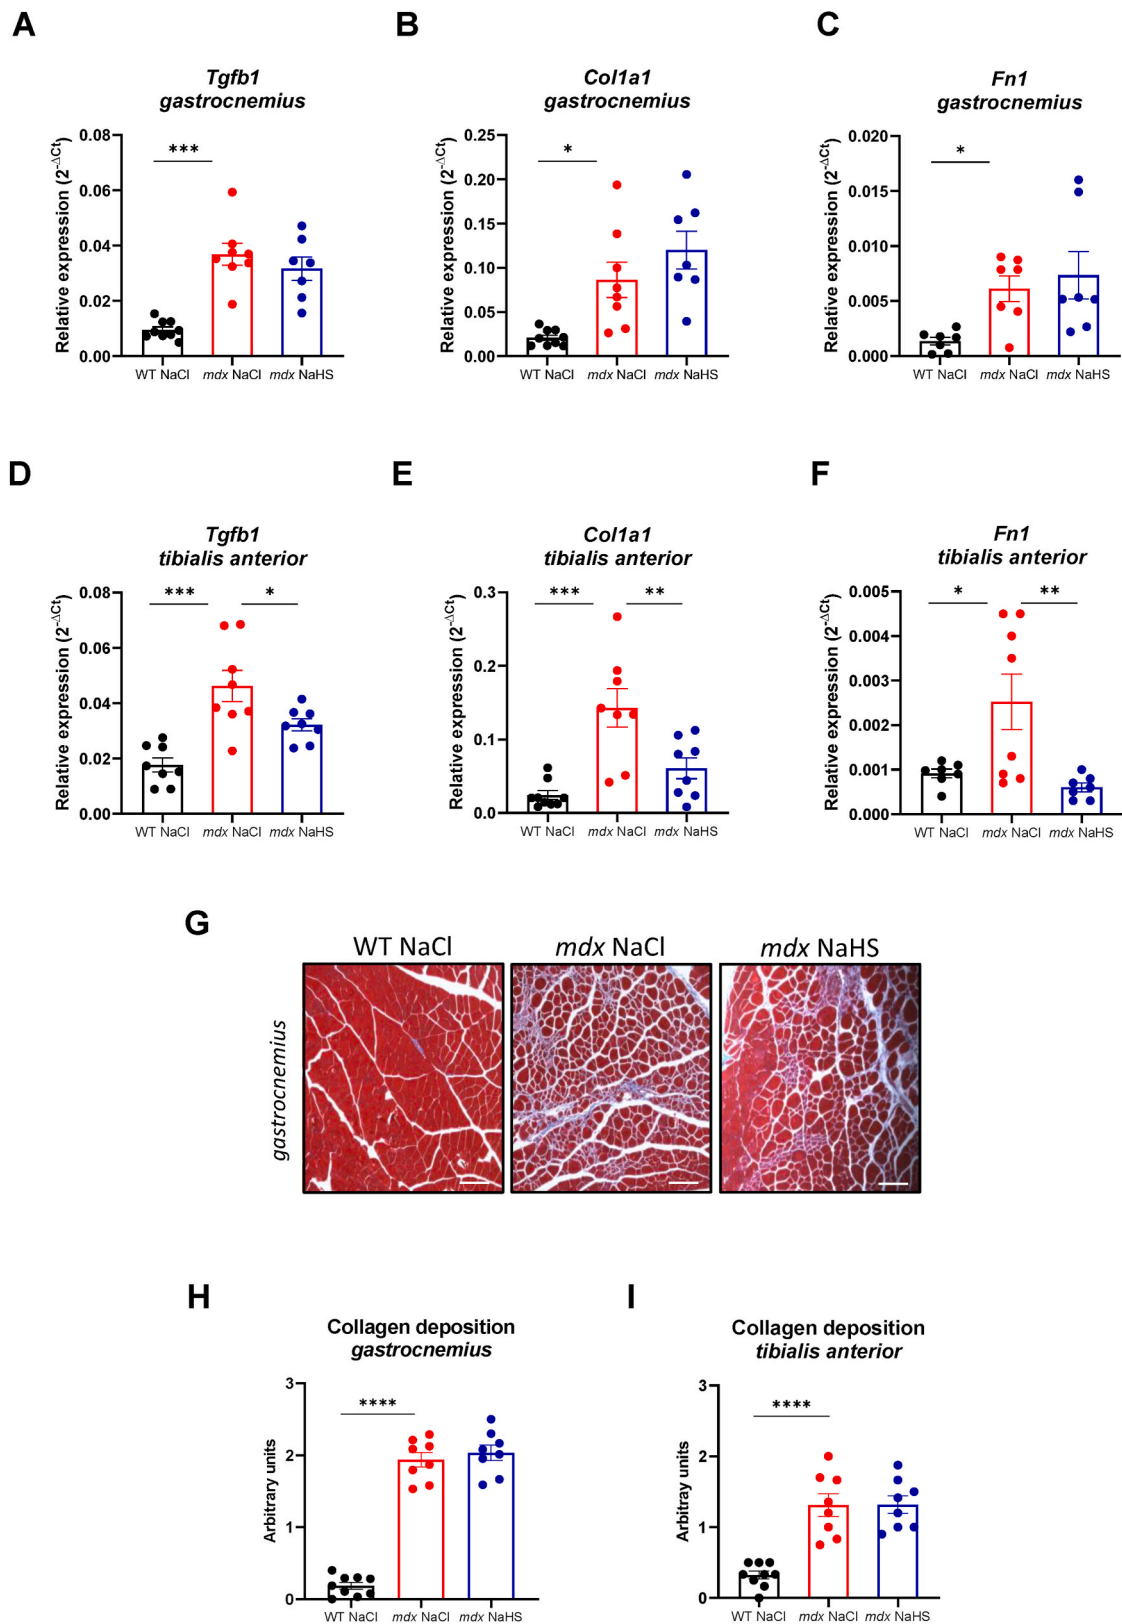 A
B
C
Tgfb1
gastrocnemius
Col1a1
gastrocnemius
Fn1
gastrocnemius
Relative expression (2-ΔCt)
0.08
0.06
0.04
0.02
0.00
***
WT NaCl
mdx NaCl
mdx NaHS
Relative expression (2-ΔCt)
0.25
0.20
0.15
0.10
0.05
0.00
*
WT NaCl
mdx NaCl
mdx NaHS
Relative expression (2-ΔCt)
0.020
0.015
0.010
0.005
0.000
*
WT NaCl
mdx NaCl
mdx NaHS
D
E
F
Tgfb1
tibialis anterior
Col1a1
tibialis anterior
Fn1
tibialis anterior
Relative expression (2-ΔCt)
0.08
0.06
0.04
0.02
0.00
***
*
WT NaCl
mdx NaCl
mdx NaHS
Relative expression (2-ΔCt)
0.3
0.2
0.1
0.0
***
**
WT NaCl
mdx NaCl
mdx NaHS
Relative expression (2-ΔCt)
0.005
0.004
0.003
0.002
0.001
0.000
*
**
WT NaCl
mdx NaCl
mdx NaHS
G
WT NaCl
mdx NaCl
mdx NaHS
gastrocnemius
H
I
Collagen deposition
gastrocnemius
Arbitrary units
3
2
1
0
****
WT NaCl
mdx NaCl
mdx NaHS
Collagen deposition
tibialis anterior
Arbitray units
3
2
1
0
****
WT NaCl
mdx NaCl
mdx NaHS